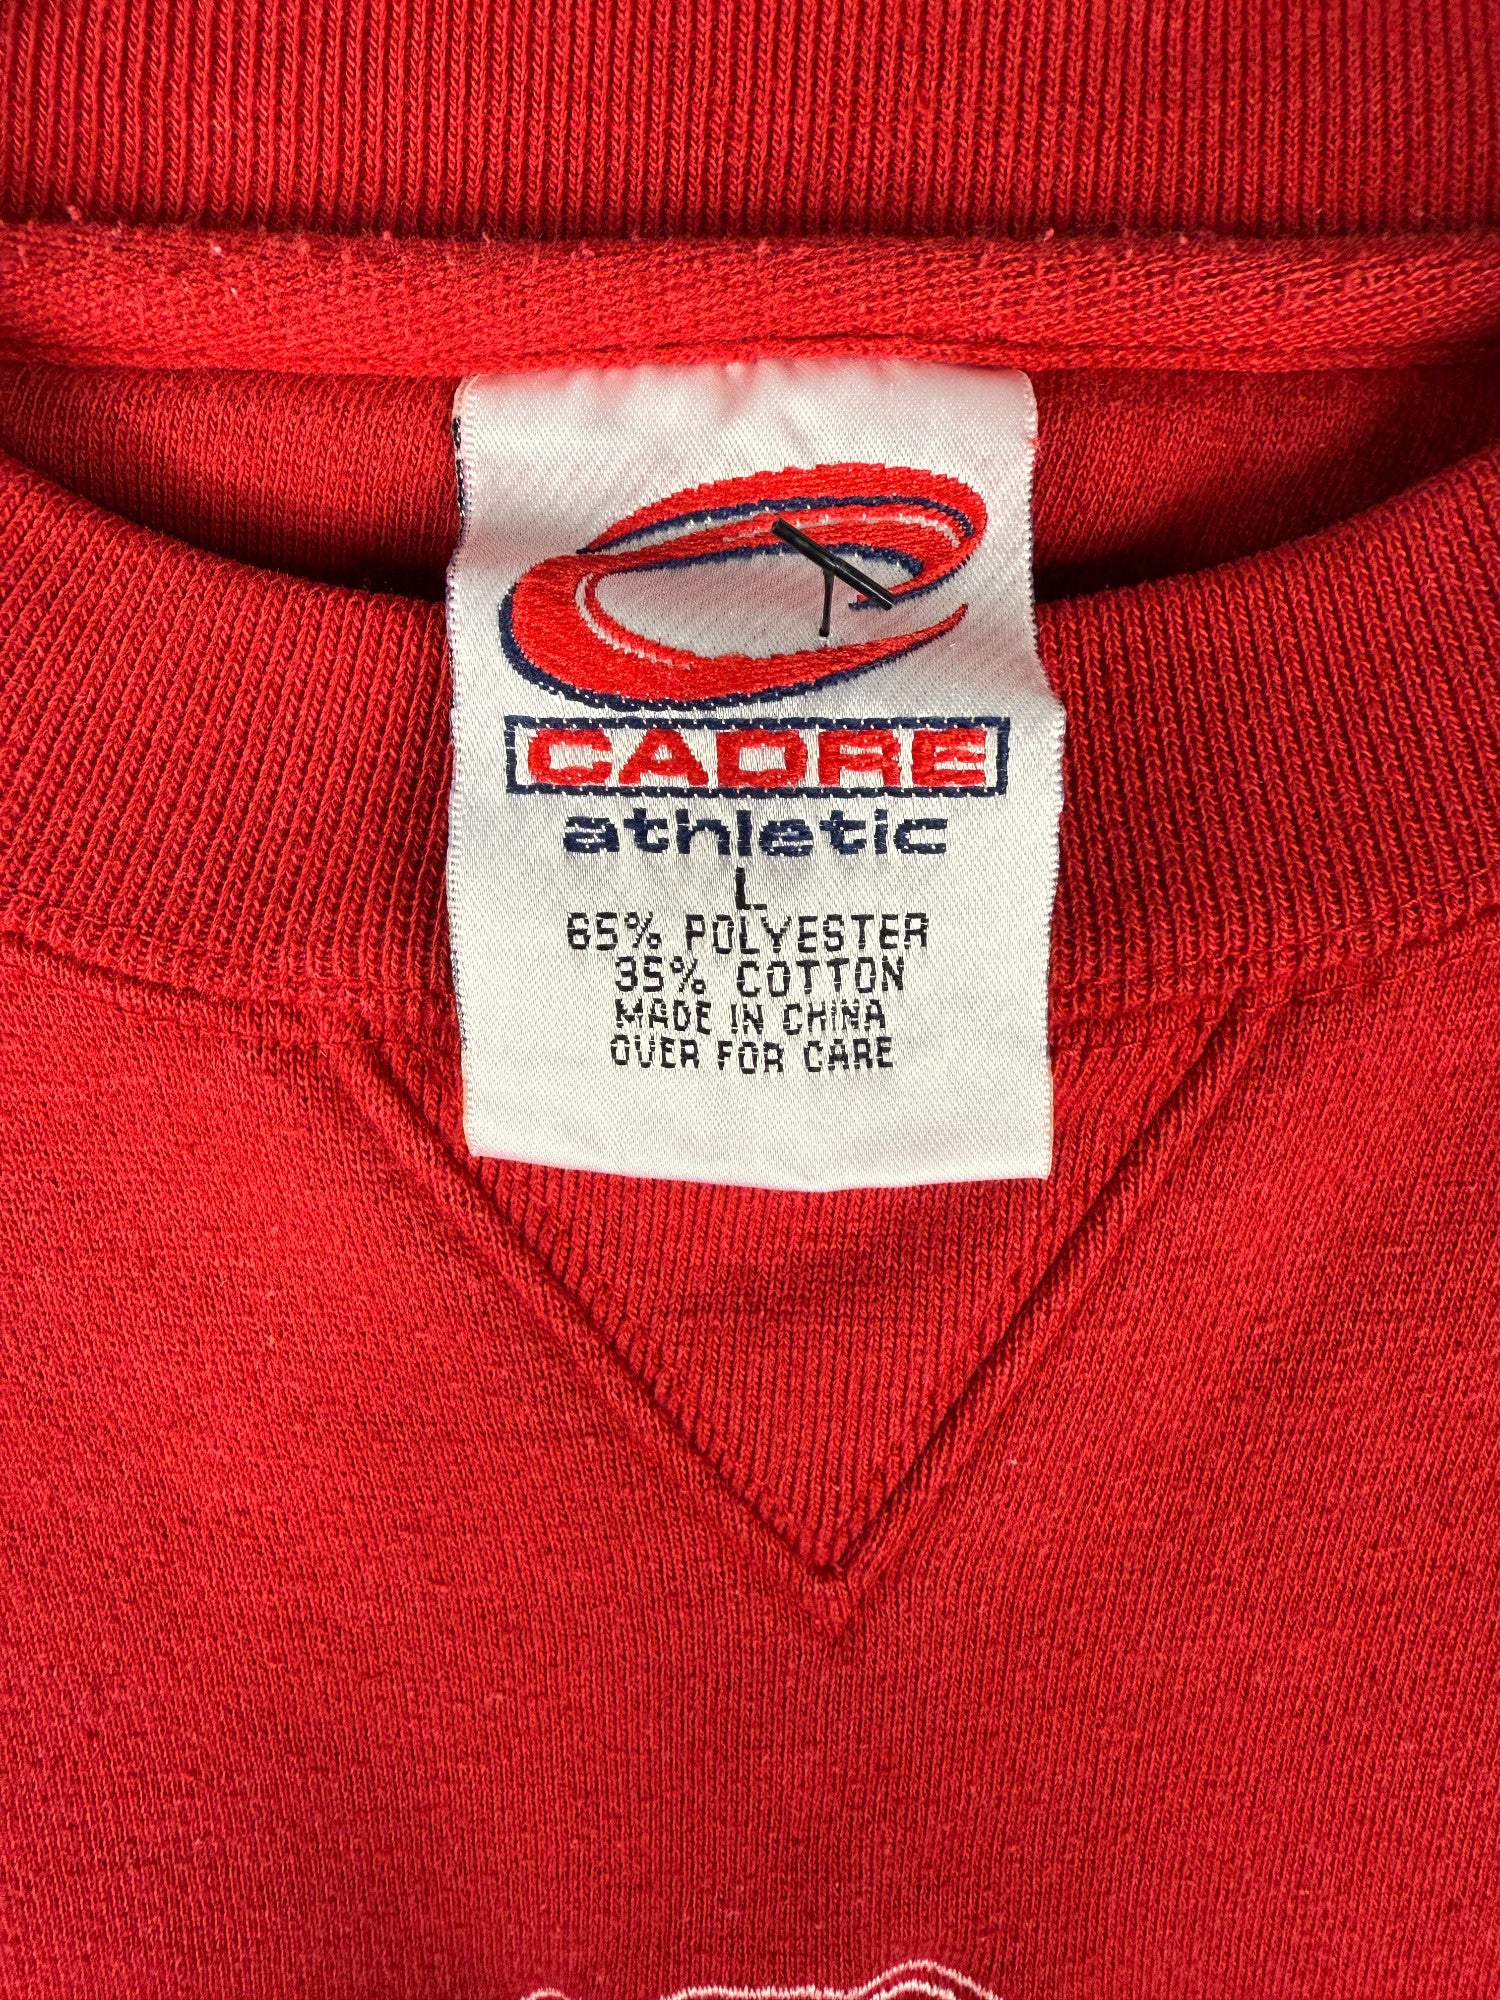 CADRE
athletic
L
65% POLYESTER
35% COTTON
MADE IN CHINA
OVER FOR CARE